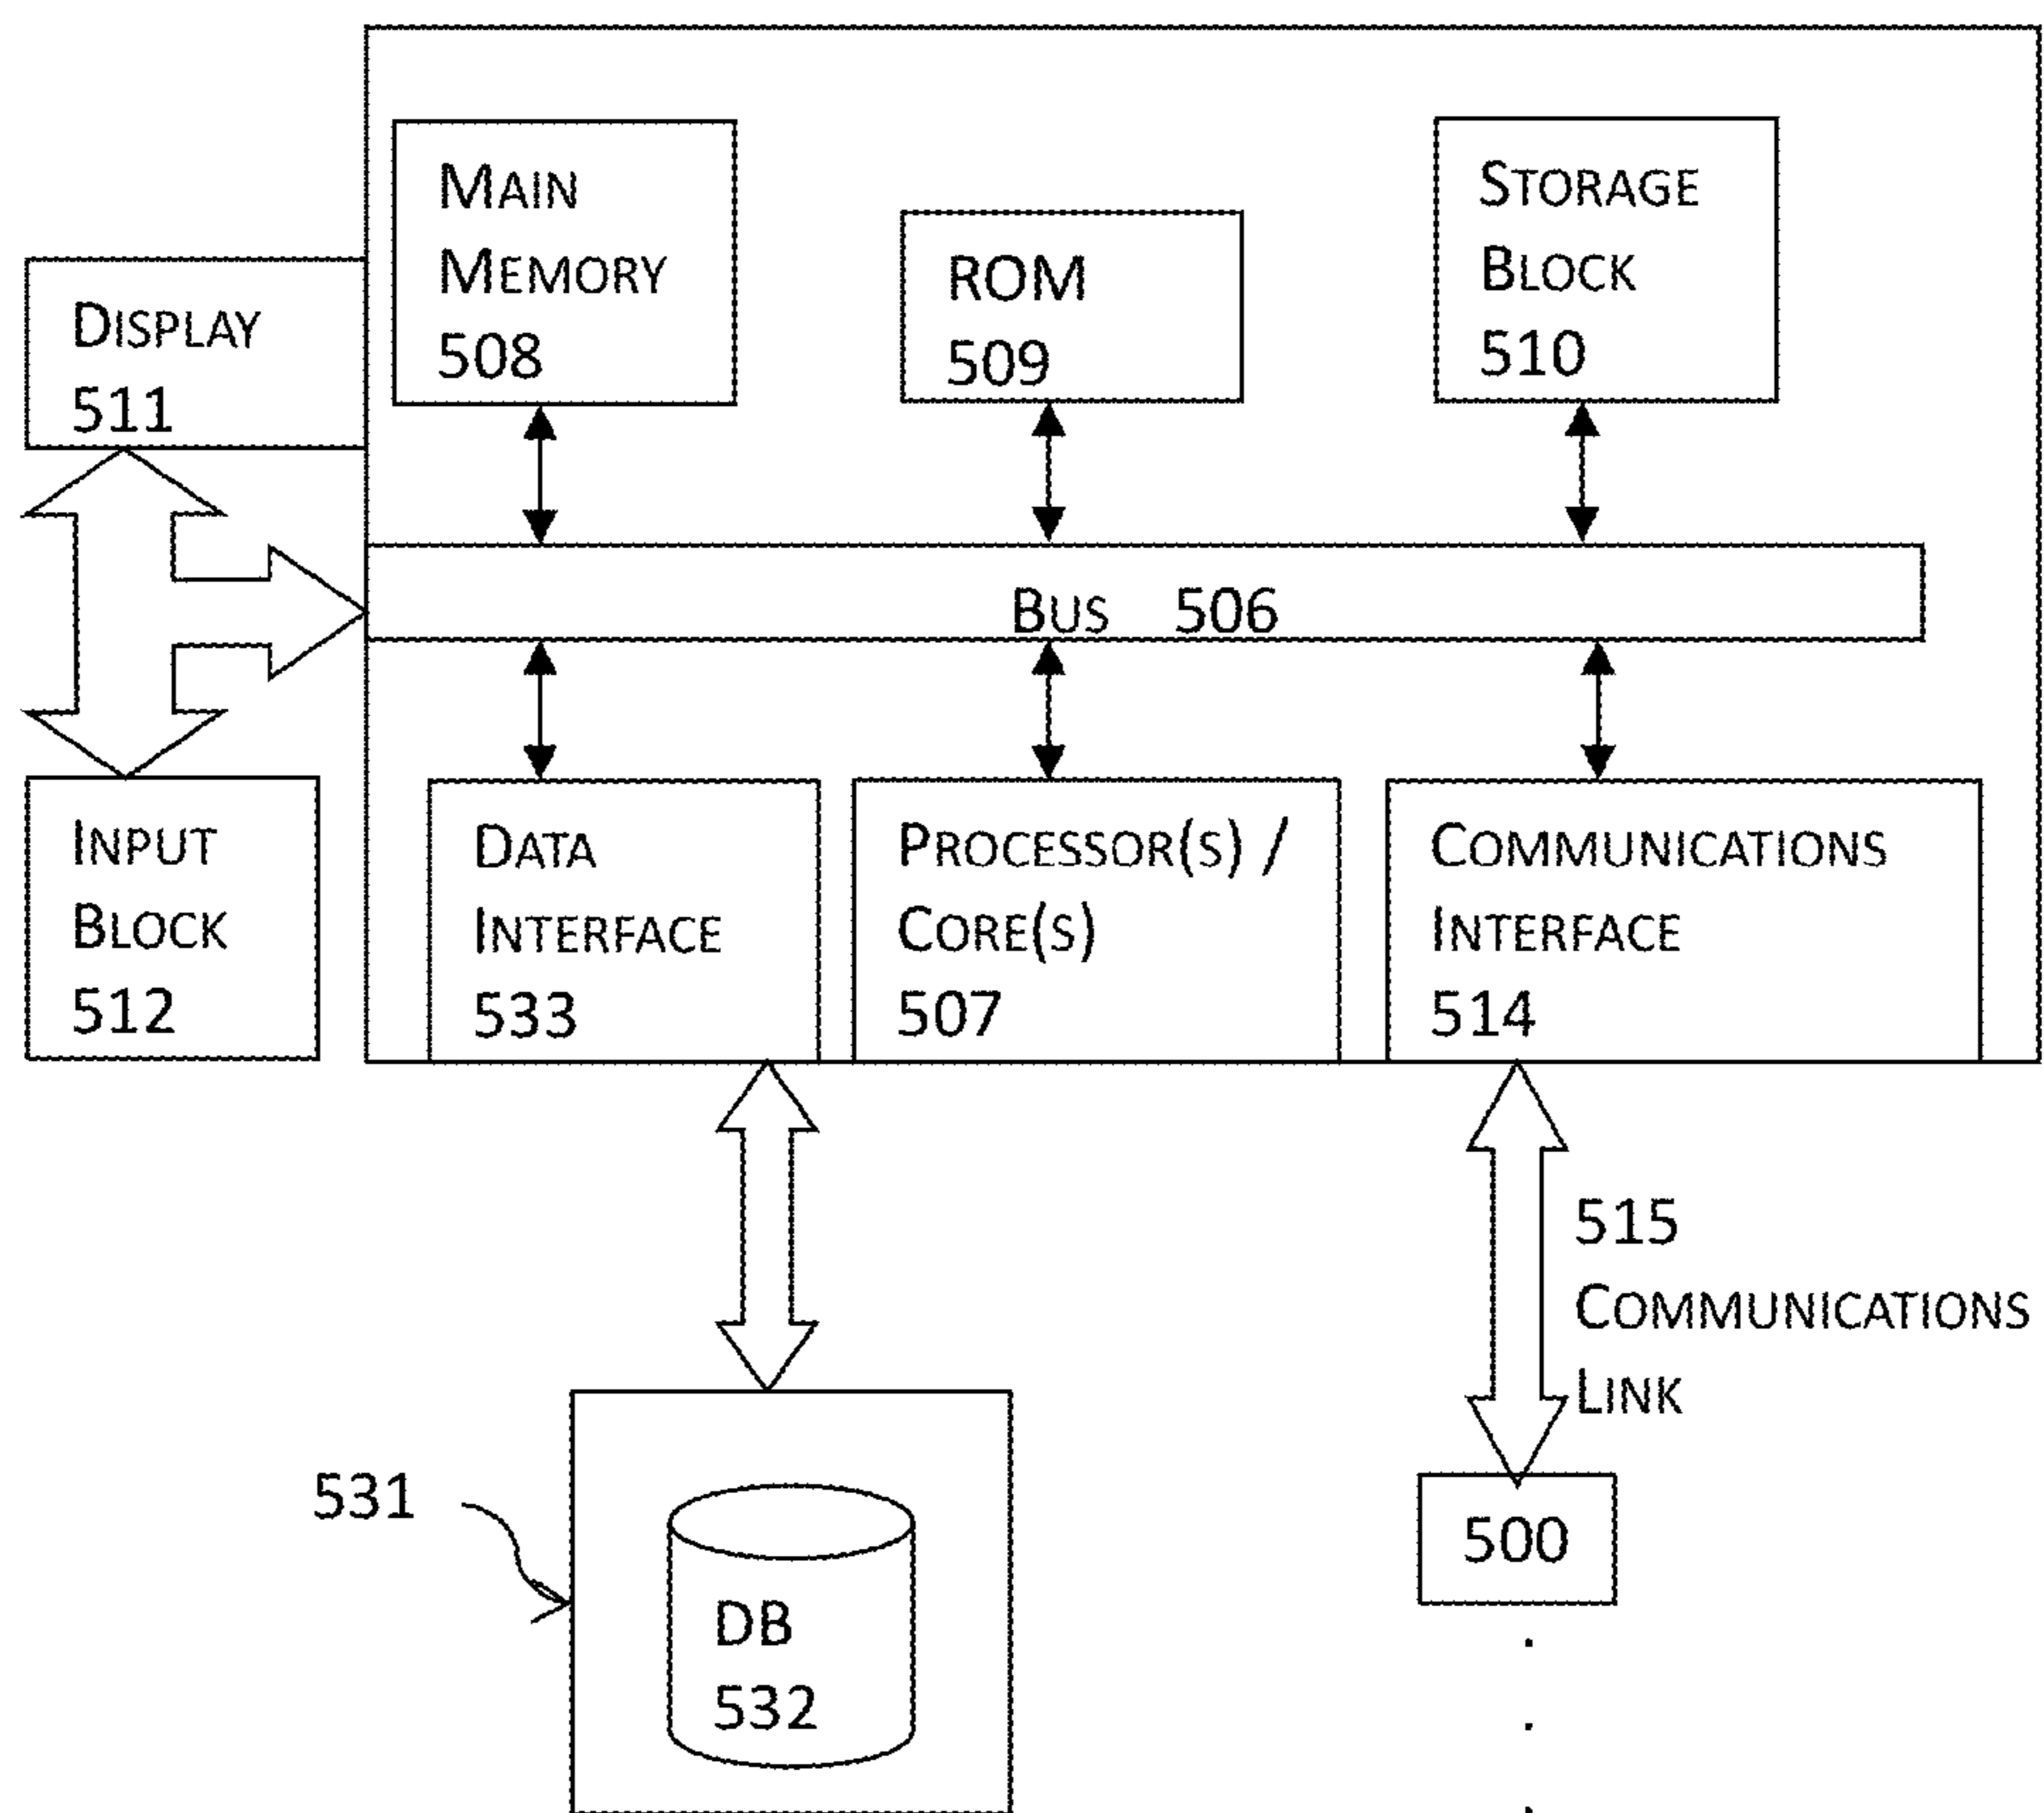 MAIN
MEMORY
508
ROM
509
STORAGE
BLOCK
510
DISPLAY
511
BUS 506
INPUT
BLOCK
512
DATA
INTERFACE
533
PROCESSOR(S) /
CORE(S)
507
COMMUNICATIONS
INTERFACE
514
515
COMMUNICATIONS
LINK
531
DB
532
500